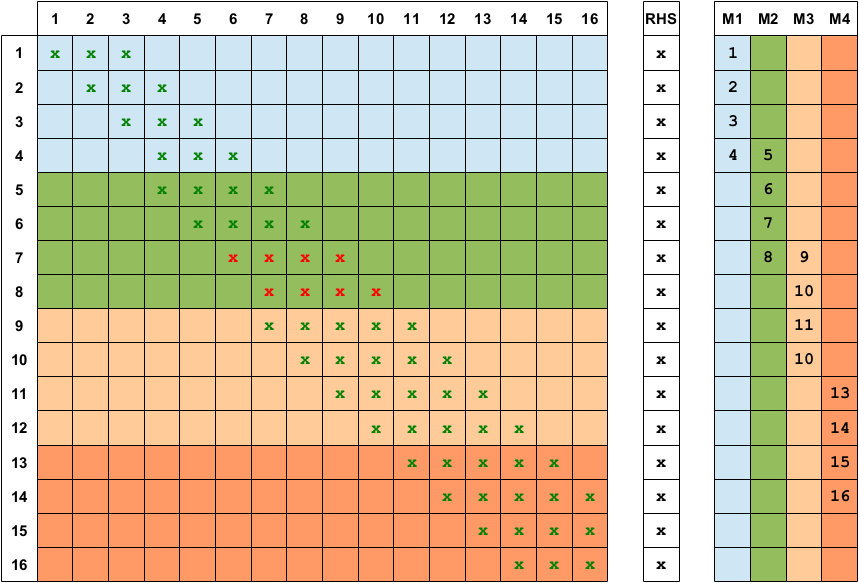 1 2 3 4 5 6 7 8 9 10 11 12 13 14 15 16 RHS M1 M2 M3 M4
1 x x x x 1
2 x x x x 2
3 x x x x 3
4 x x x x 4 5
5 x x x x x 6
6 x x x x x 7
7 x x x x x 8 9
8 x x x x x 10
9 x x x x x x 11
10 x x x x x x 10
11 x x x x x x 13
12 x x x x x x 14
13 x x x x x x 15
14 x x x x x x 16
15 x x x x x
16 x x x x